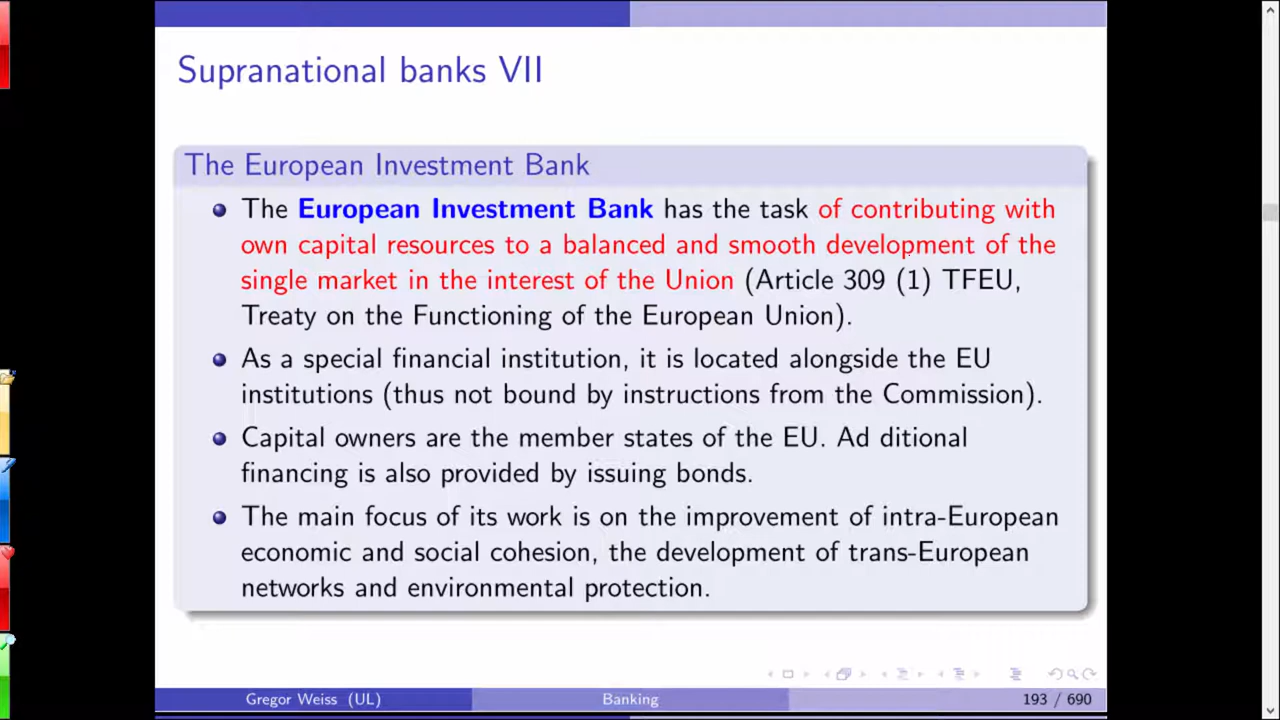 Supranational banks VII
The European Investment Bank
The European Investment Bank has the task of contributing with
own capital resources to a balanced and smooth development of the
single market in the interest of the Union (Article 309 (1) TFEU,
Treaty on the Functioning of the European Union).
As a special financial institution, it is located alongside the EU
institutions (thus not bound by instructions from the Commission).
Capital owners are the member states of the EU. Ad ditional
financing is also provided by issuing bonds.
The main focus of its work is on the improvement of intra-European
economic and social cohesion, the development of trans-European
networks and environmental protection.
Gregor Weiss (UL) Banking 193 / 690